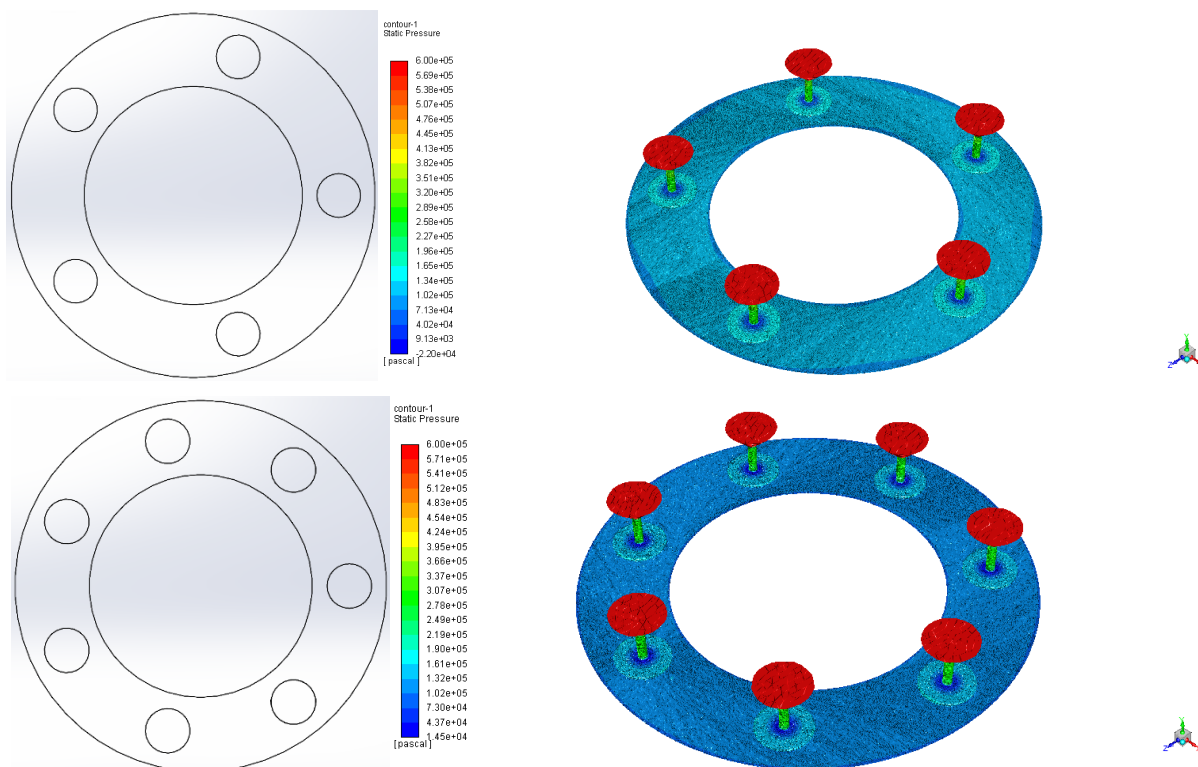 contour-1
Static Pressure
6.00e+05
5.69e+05
5.38e+05
5.07e+05
4.76e+05
4.45e+05
4.13e+05
3.82e+05
3.51e+05
3.20e+05
2.89e+05
2.58e+05
2.27e+05
1.96e+05
1.65e+05
1.34e+05
1.02e+05
7.13e+04
4.02e+04
9.13e+03
-2.20e+04
[ pascal ]
Y
Z
contour-1
Static Pressure
6.00e+05
5.71e+05
5.41e+05
5.12e+05
4.83e+05
4.54e+05
4.24e+05
3.95e+05
3.66e+05
3.37e+05
3.07e+05
2.78e+05
2.49e+05
2.19e+05
1.90e+05
1.61e+05
1.32e+05
1.02e+05
7.30e+04
4.37e+04
1.45e+04
[ pascal ]
Y
Z